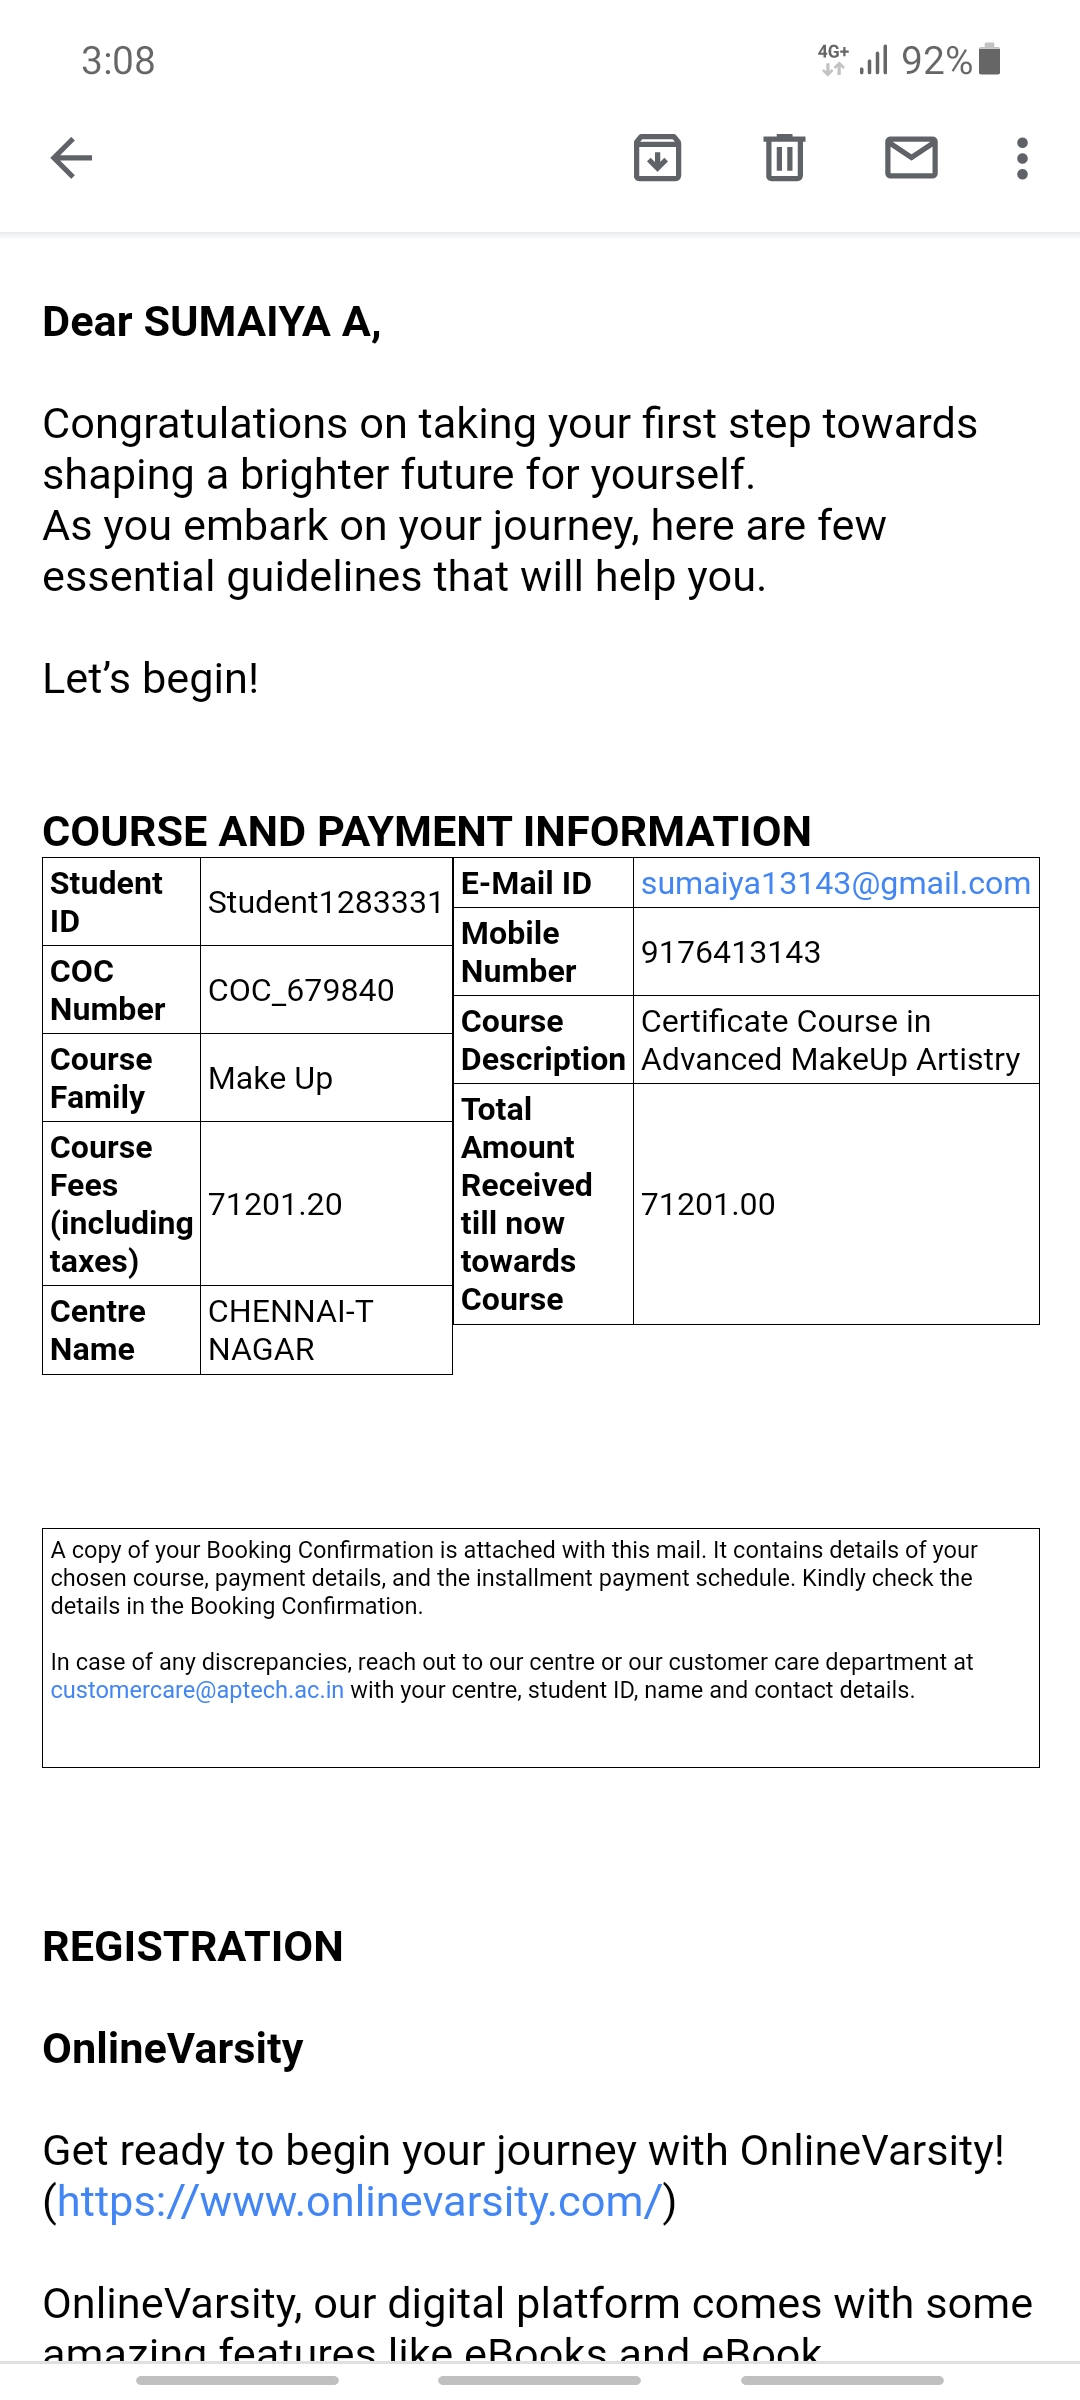 3:08
4G+ 92%
Dear SUMAIYA A,
Congratulations on taking your first step towards
shaping a brighter future for yourself.
As you embark on your journey, here are few
essential guidelines that will help you.
Let’s begin!
COURSE AND PAYMENT INFORMATION
Student
ID
Student1283331
COC
Number
COC_679840
Course
Family
Make Up
Course
Fees
(including
taxes)
71201.20
Centre
Name
CHENNAI-T
NAGAR
E-Mail ID
sumaiya13143@gmail.com
Mobile
Number
9176413143
Course
Description
Certificate Course in
Advanced MakeUp Artistry
Total
Amount
Received
till now
towards
Course
71201.00
A copy of your Booking Confirmation is attached with this mail. It contains details of your
chosen course, payment details, and the installment payment schedule. Kindly check the
details in the Booking Confirmation.
In case of any discrepancies, reach out to our centre or our customer care department at
customercare@aptech.ac.in with your centre, student ID, name and contact details.
REGISTRATION
OnlineVarsity
Get ready to begin your journey with OnlineVarsity!
(https://www.onlinevarsity.com/)
OnlineVarsity, our digital platform comes with some
amazing features like eBooks and eBook